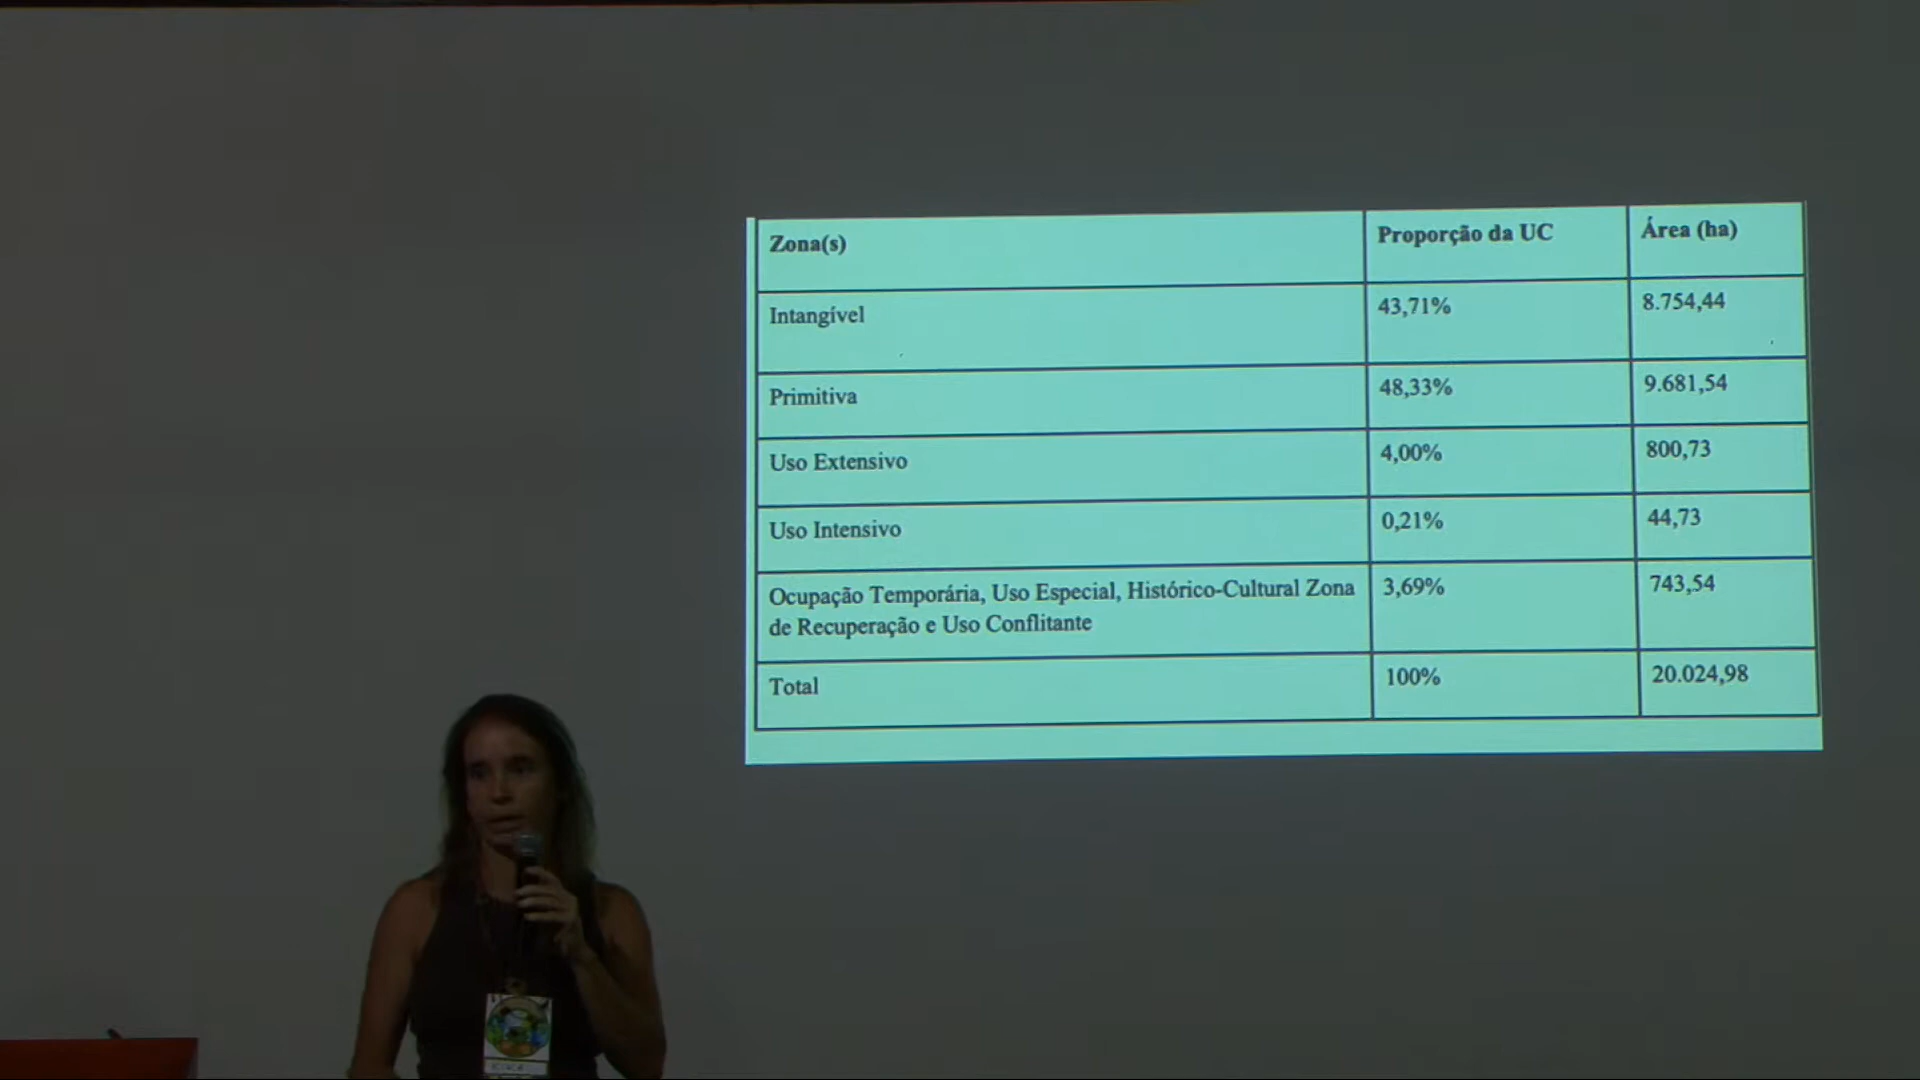 Zona(s) Proporção da UC Área (ha)
Intangível 43,71% 8.754,44
Primitiva 48,33% 9.681,54
Uso Extensivo 4,00% 800,73
Uso Intensivo 0,21% 44,73
Ocupação Temporária, Uso Especial, Histórico-Cultural Zona 3,69% 743,54
de Recuperação e Uso Conflitante
Total 100% 20.024,98